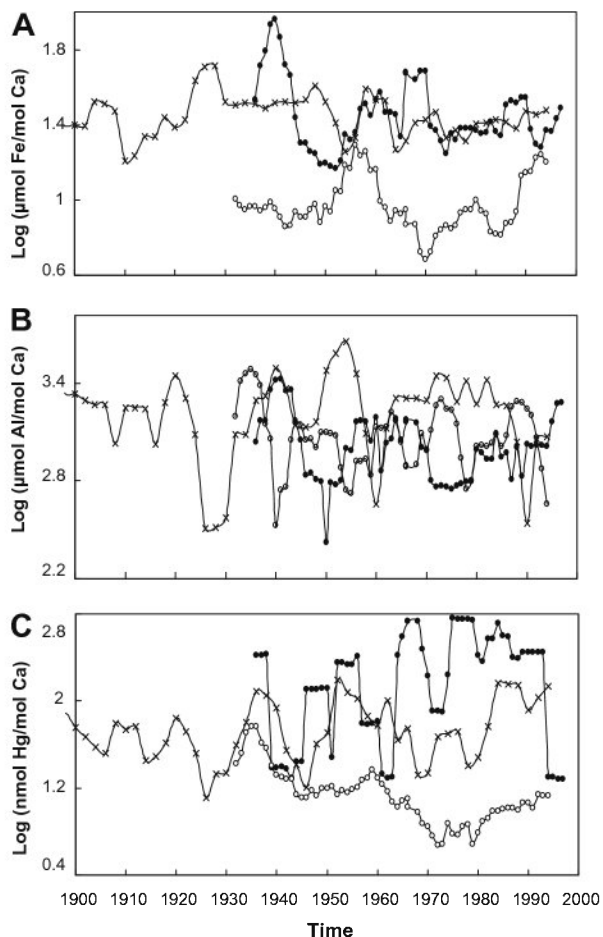 A
Log (µmol Fe/mol Ca)
1.8
1.4
1
0.6
B
Log (µmol Al/mol Ca)
3.4
2.8
2.2
C
Log (nmol Hg/mol Ca)
2.8
2
1.2
0.4
1900 1910 1920 1930 1940 1950 1960 1970 1980 1990 2000
Time